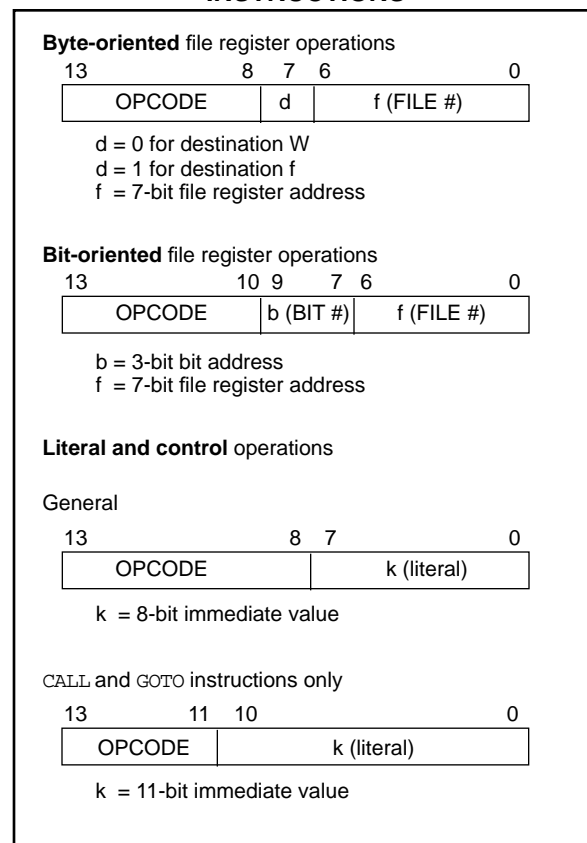 INSTRUCTIONS
Byte-oriented file register operations
13 8 7 6 0
OPCODE d f (FILE #)
d = 0 for destination W
d = 1 for destination f
f = 7-bit file register address
Bit-oriented file register operations
13 10 9 7 6 0
OPCODE b (BIT #) f (FILE #)
b = 3-bit bit address
f = 7-bit file register address
Literal and control operations
General
13 8 7 0
OPCODE k (literal)
k = 8-bit immediate value
CALL and GOTO instructions only
13 11 10 0
OPCODE k (literal)
k = 11-bit immediate value